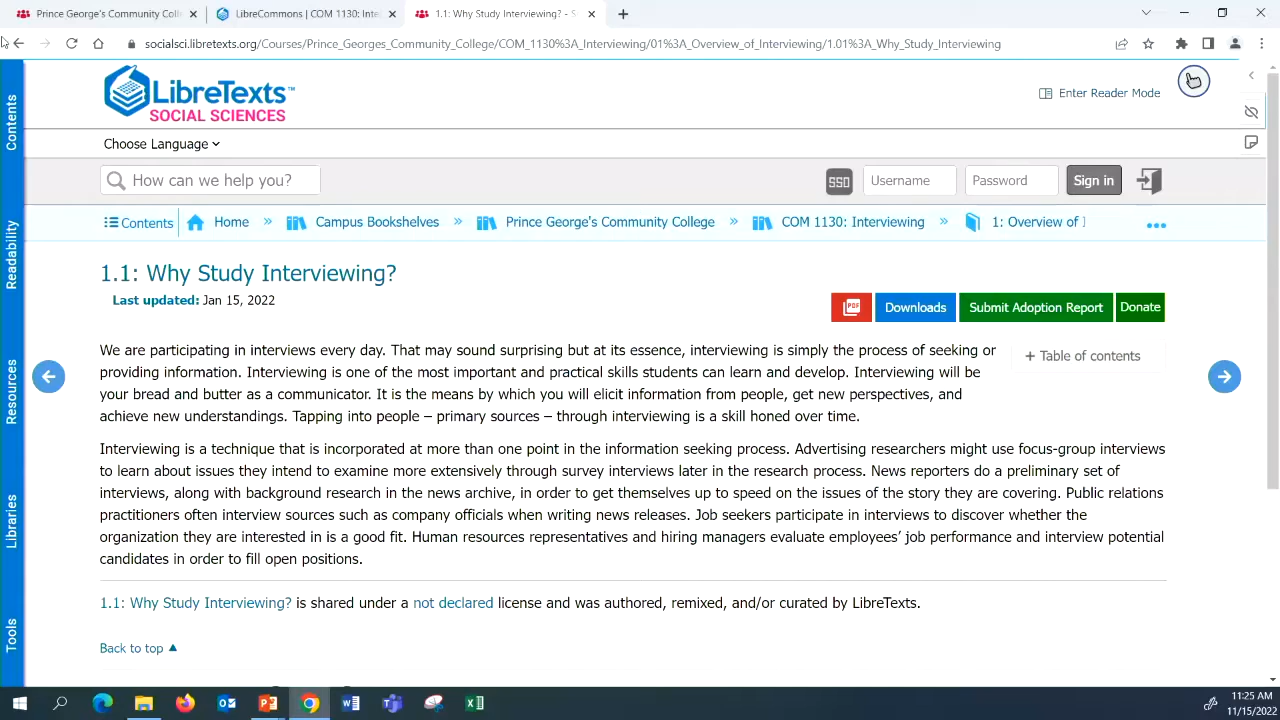 Prince George's Community Coll
LibreCommons | COM 1130: Inte
1.1: Why Study Interviewing? - S
socialsci.libretexts.org/Courses/Prince_Georges_Community_College/COM_1130%3A_Interviewing/01%3A_Overview_of_Interviewing/1.01%3A_Why_Study_Interviewing
LibreTexts™
SOCIAL SCIENCES
Enter Reader Mode
Choose Language
How can we help you?
SSO
Username
Password
Sign in
Contents
Home » Campus Bookshelves » Prince George's Community College » COM 1130: Interviewing » 1: Overview of I
1.1: Why Study Interviewing?
Last updated: Jan 15, 2022
PDF
Downloads
Submit Adoption Report
Donate
+ Table of contents
We are participating in interviews every day. That may sound surprising but at its essence, interviewing is simply the process of seeking or
providing information. Interviewing is one of the most important and practical skills students can learn and develop. Interviewing will be
your bread and butter as a communicator. It is the means by which you will elicit information from people, get new perspectives, and
achieve new understandings. Tapping into people – primary sources – through interviewing is a skill honed over time.
Interviewing is a technique that is incorporated at more than one point in the information seeking process. Advertising researchers might use focus-group interviews
to learn about issues they intend to examine more extensively through survey interviews later in the research process. News reporters do a preliminary set of
interviews, along with background research in the news archive, in order to get themselves up to speed on the issues of the story they are covering. Public relations
practitioners often interview sources such as company officials when writing news releases. Job seekers participate in interviews to discover whether the
organization they are interested in is a good fit. Human resources representatives and hiring managers evaluate employees’ job performance and interview potential
candidates in order to fill open positions.
1.1: Why Study Interviewing? is shared under a not declared license and was authored, remixed, and/or curated by LibreTexts.
Back to top ▲
Contents
Readability
Resources
Libraries
Tools
11:25 AM
11/15/2022